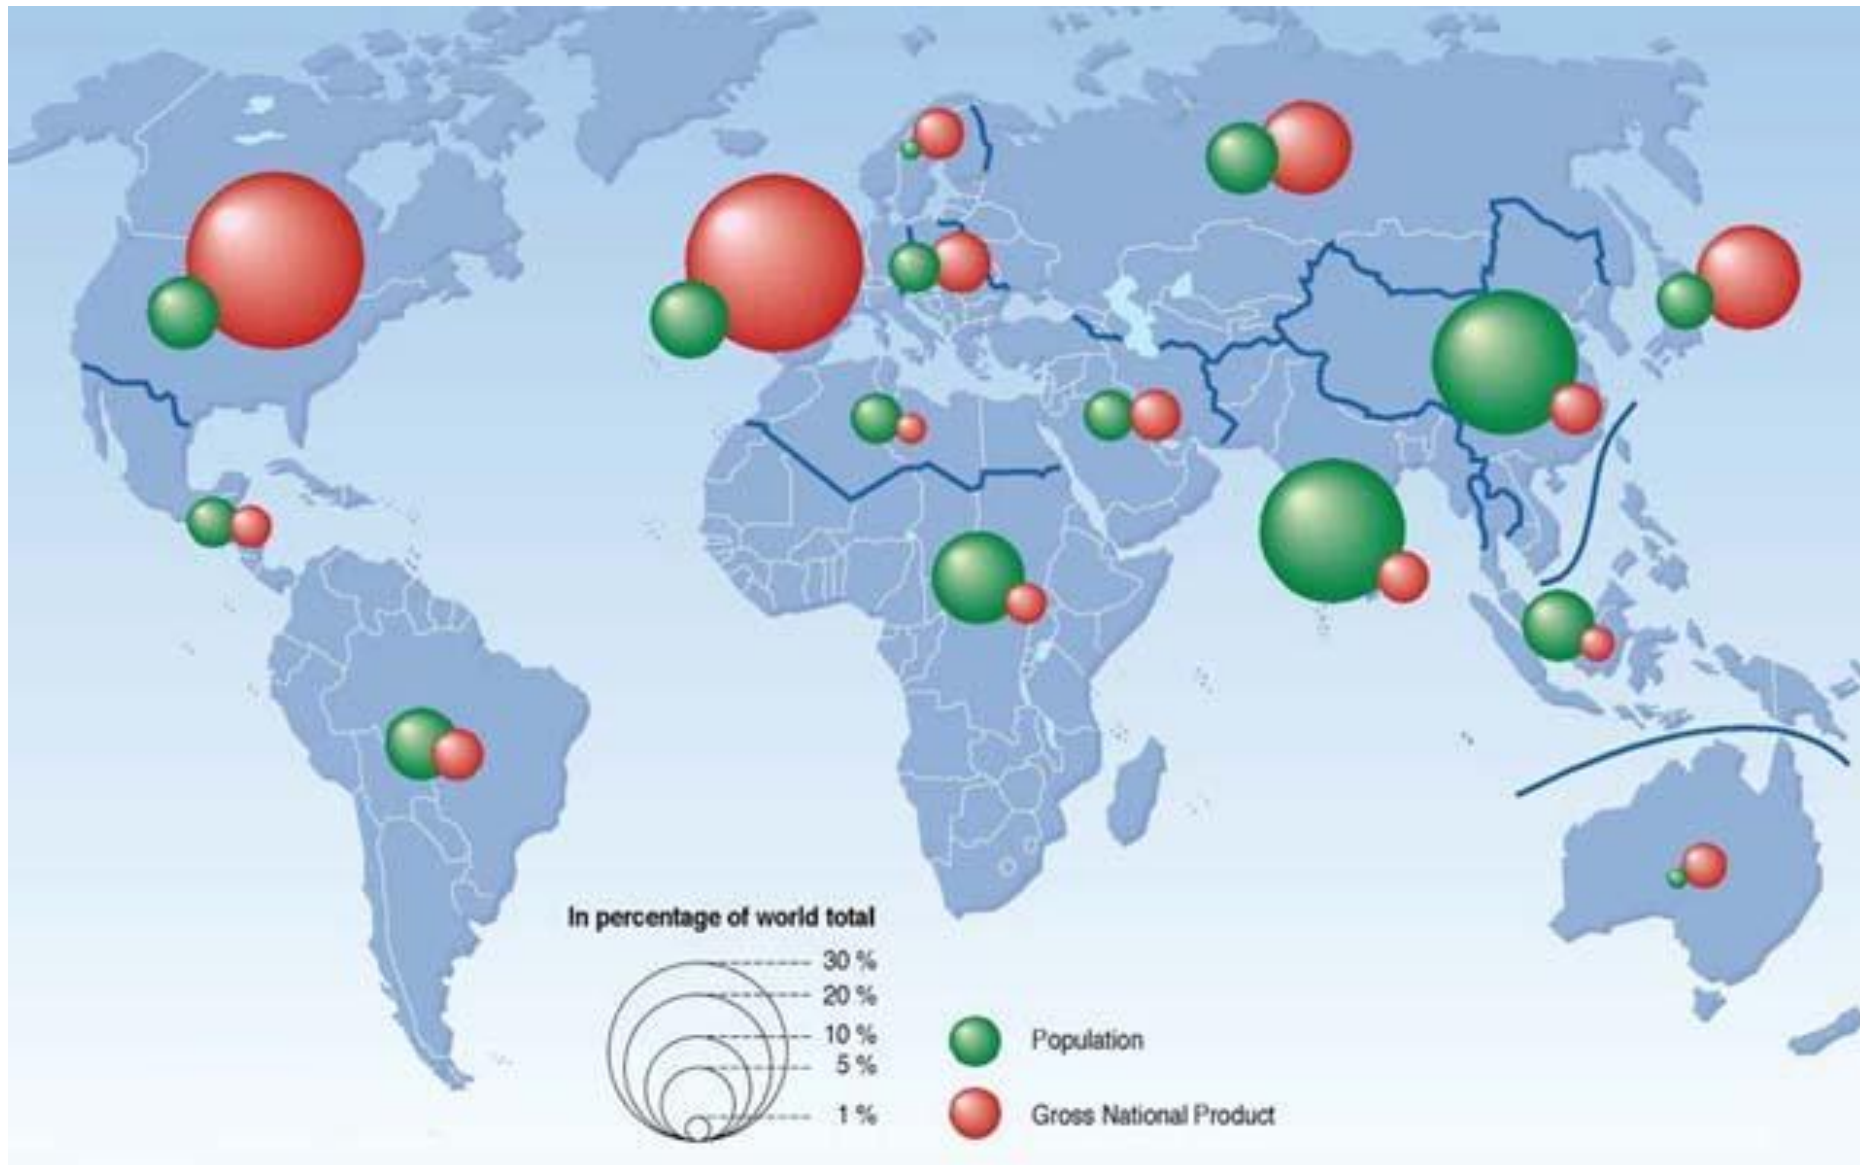 In percentage of world total
30 %
20 %
10 %
5 %
1 %
Population
Gross National Product